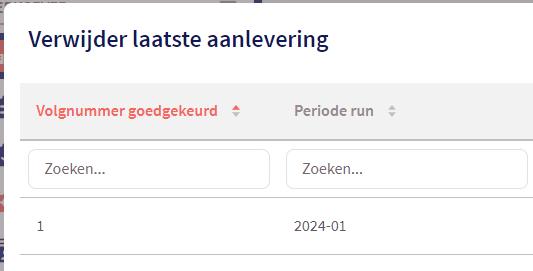 Verwijder laatste aanlevering
Volgnummer goedgekeurd Periode run
Zoeken... Zoeken...
1 2024-01